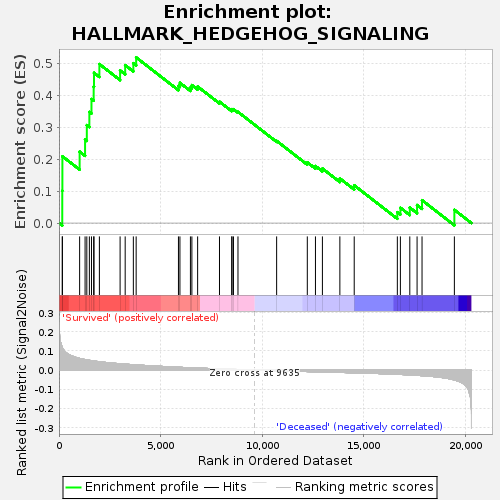 Enrichment plot:
HALLMARK_HEDGEHOG_SIGNALING
Enrichment score (ES)
0.5
0.4
0.3
0.2
0.1
0.0
Ranked list metric (Signal2Noise)
0.3
0.2
0.1
0.0
-0.1
-0.2
-0.3
'Survived' (positively correlated)
Zero cross at 9635
'Deceased' (negatively correlated)
0
5,000
10,000
15,000
20,000
Rank in Ordered Dataset
Enrichment profile
Hits
Ranking metric scores